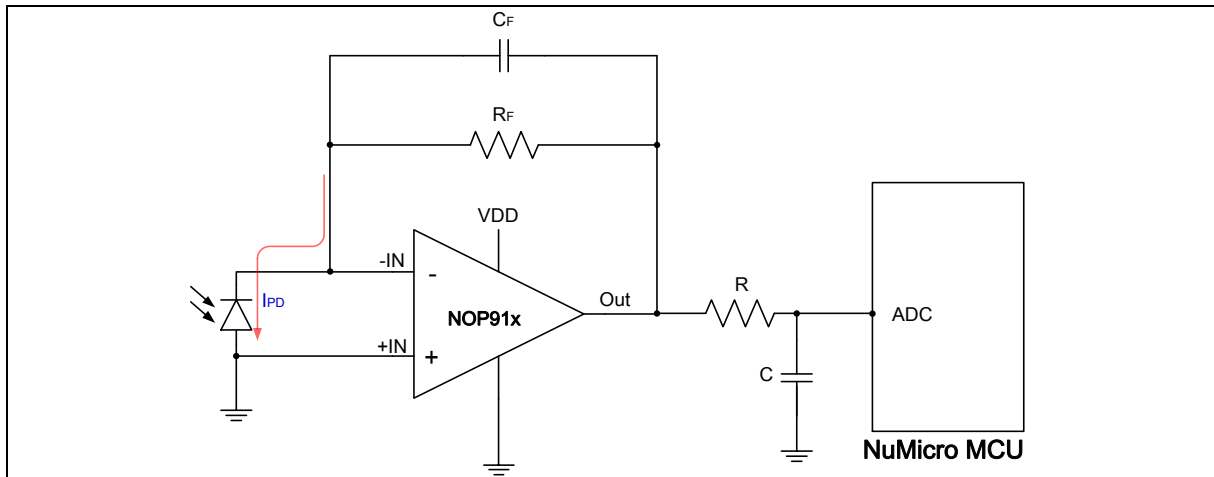 CF
RF
VDD
-IN
-
IPD
NOP91x
Out
R
ADC
+IN
+
C
NuMicro MCU